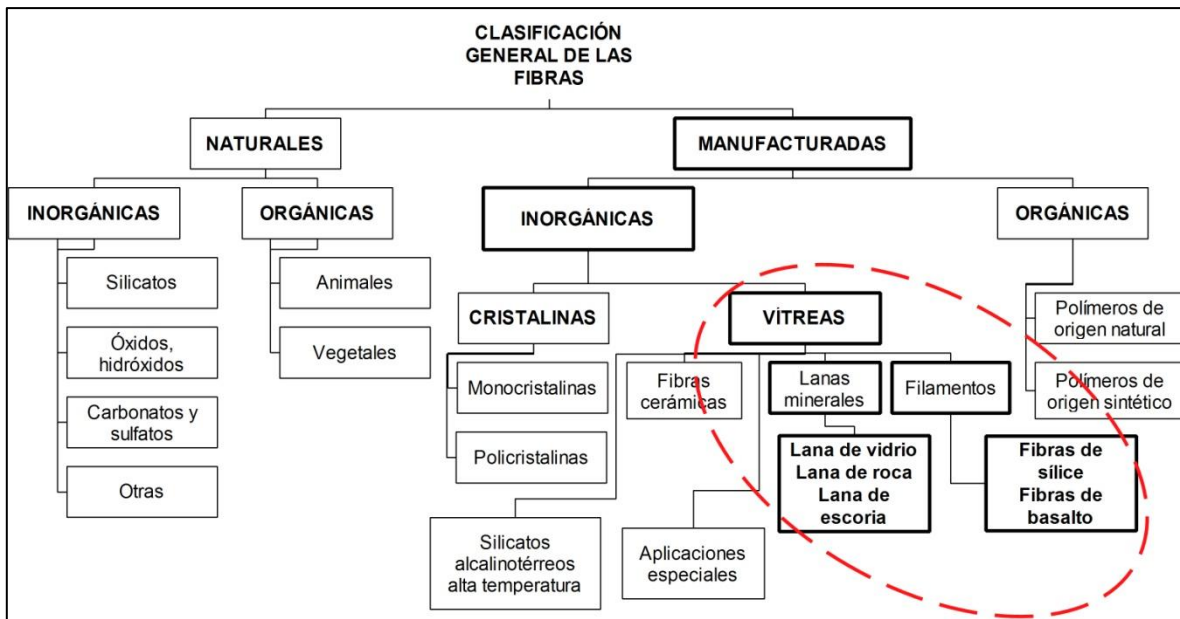 CLASIFICACIÓN
GENERAL DE LAS
FIBRAS
NATURALES
MANUFACTURADAS
INORGÁNICAS
ORGÁNICAS
INORGÁNICAS
ORGÁNICAS
Silicatos
Óxidos,
hidróxidos
Carbonatos y
sulfatos
Otras
Animales
Vegetales
CRISTALINAS
VÍTREAS
Monocristalinas
Policristalinas
Fibras
cerámicas
Lanas
minerales
Filamentos
Polímeros de
origen natural
Polímeros de
origen sintético
Lana de vidrio
Lana de roca
Lana de
escoria
Fibras de
sílice
Fibras de
basalto
Silicatos
alcalinotérreos
alta temperatura
Aplicaciones
especiales